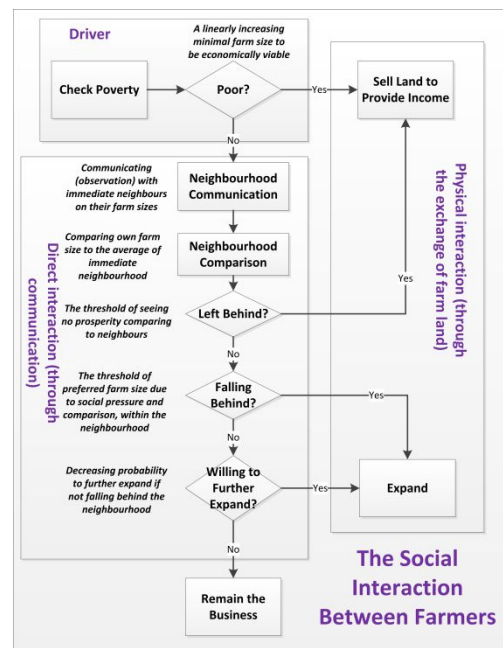 Driver
A linearly increasing
minimal farm size to
be economically viable
Check Poverty
Poor?
Yes
Sell Land to
Provide Income
No
Communicating
(observation) with
immediate neighbours
on their farm sizes
Neighbourhood
Communication
Comparing own farm
size to the average of
immediate
neighbourhood
Neighbourhood
Comparison
The threshold of seeing
no prosperity comparing
to neighbours
Left Behind?
Yes
No
The threshold of
preferred farm size due
to social pressure and
comparison, within the
neighbourhood
Falling
Behind?
Yes
No
Decreasing probability
to further expand if
not falling behind the
neighbourhood
Willing to
Further
Expand?
Yes
Expand
No
Remain the
Business
Direct interaction (through
communication)
Physical interaction (through
the exchange of farm land)
The Social
Interaction
Between Farmers